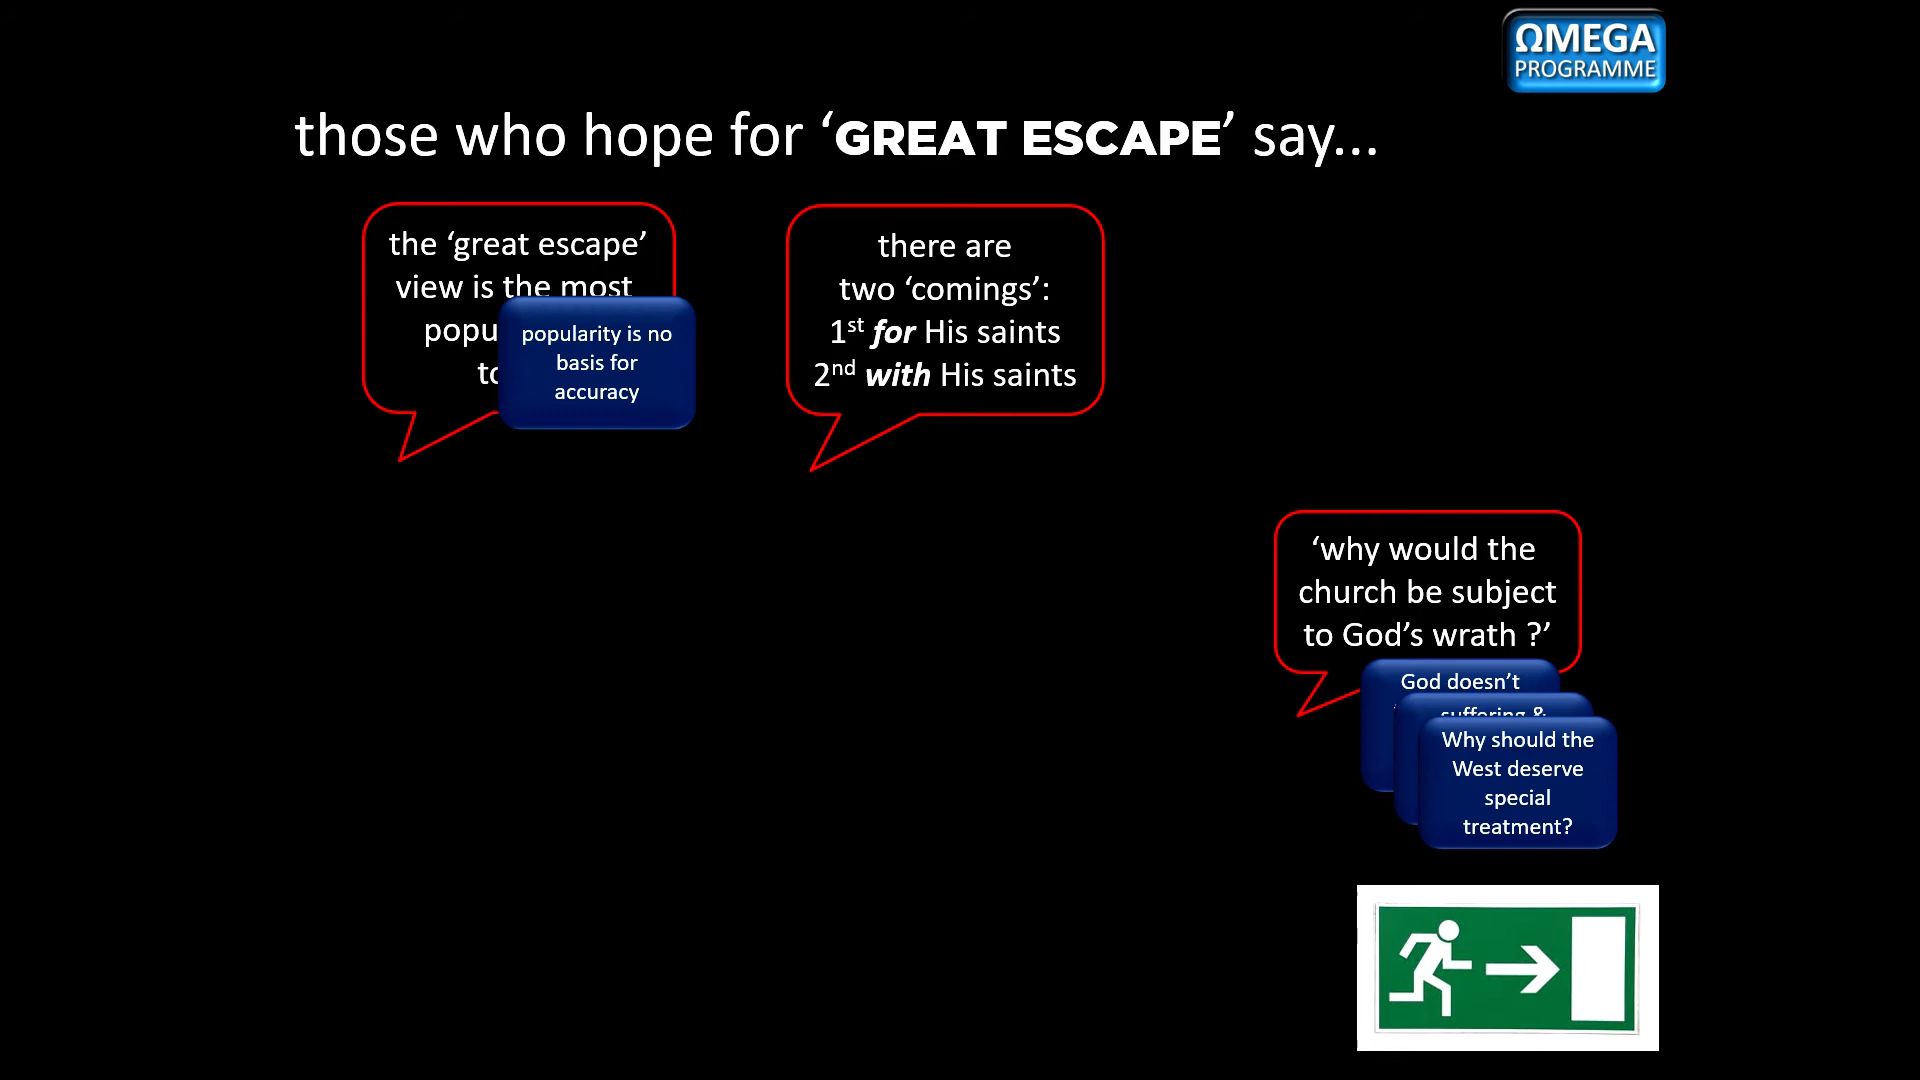 ΩMEGA
PROGRAMME
those who hope for ‘GREAT ESCAPE’ say...
the ‘great escape’
view is the most
popularity is no
basis for
accuracy
there are
two ‘comings’:
1st for His saints
2nd with His saints
‘why would the
church be subject
to God’s wrath ?’
God doesn’t
suffering &
Why should the
West deserve
special
treatment?